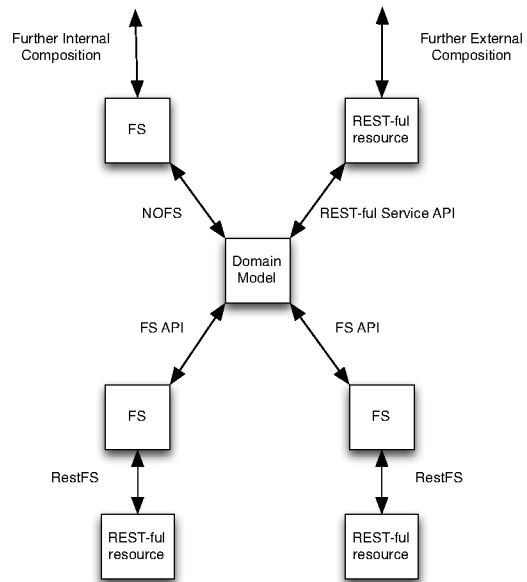 Further Internal
Composition
Further External
Composition
FS
REST-ful
resource
NOFS
REST-ful Service API
Domain
Model
FS API
FS API
FS
FS
RestFS
RestFS
REST-ful
resource
REST-ful
resource